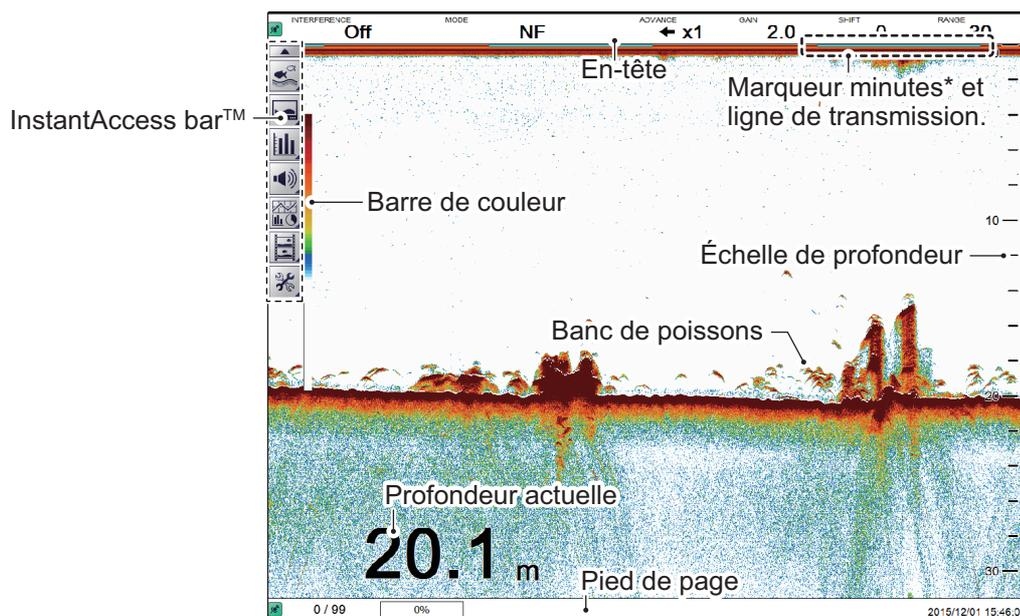 INTERFERENCE MODE ADVANCE GAIN SHIFT RANGE
Off NF ← x1 2.0 0 20
En-tête
Marqueur minutes* et
ligne de transmission.
InstantAccess bar™
Barre de couleur
10
Échelle de profondeur
Banc de poissons
20
Profondeur actuelle
20.1 m
30
Pied de page
0 / 99 0% 2015/12/01 15:46:0